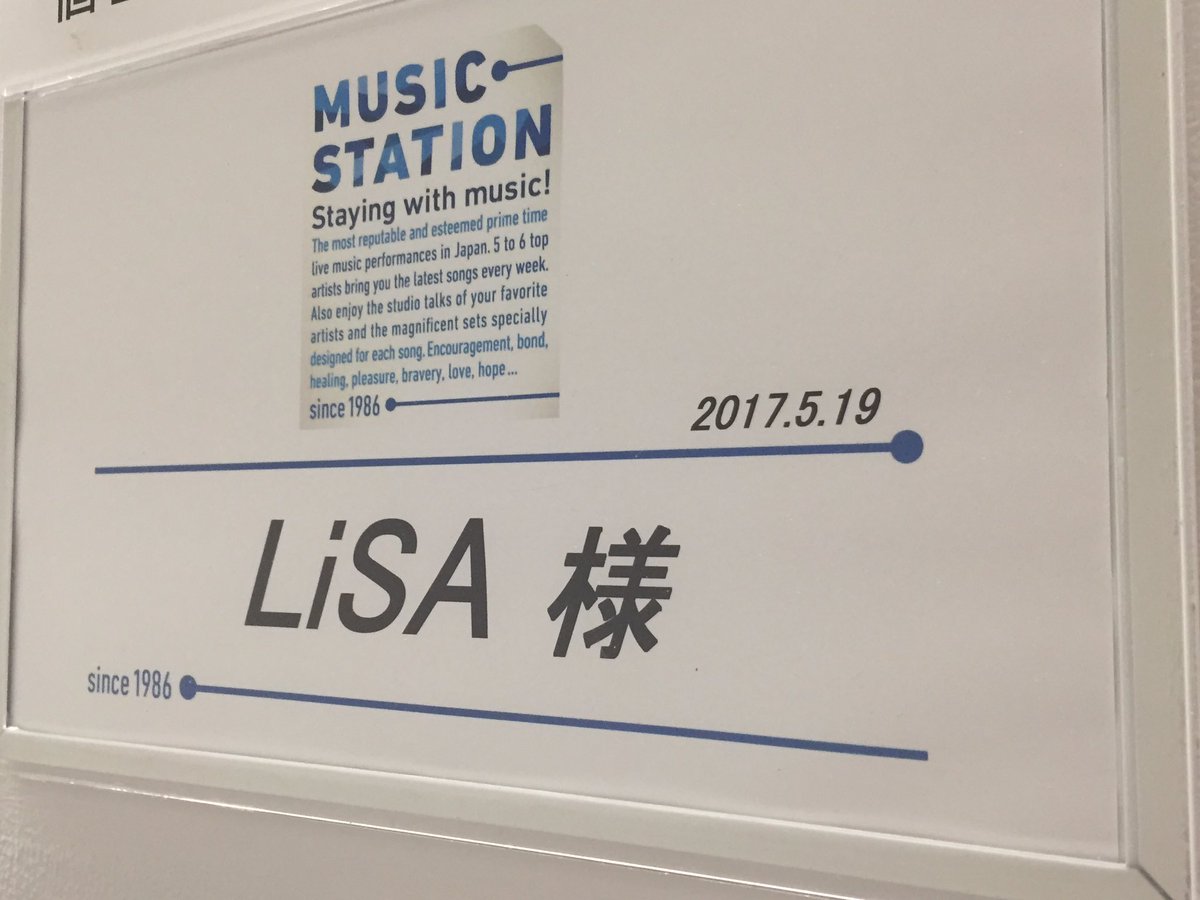 MUSIC
STATION
Staying with music!
The most reputable and esteemed prime time
live music performances in Japan. 5 to 6 top
artists bring you the latest songs every week.
Also enjoy the studio talks of your favorite
artists and the magnificent sets specially
designed for each song. Encouragement, bond,
healing, pleasure, bravery, love, hope...
since 1986
2017.5.19
LiSA 様
since 1986